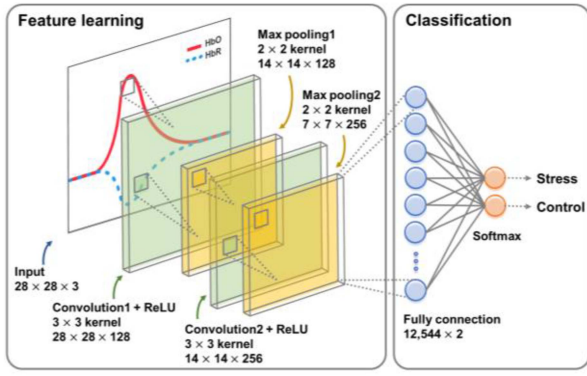 Feature learning
HbO
HbR
Max pooling1
2 × 2 kernel
14 × 14 × 128
Max pooling2
2 × 2 kernel
7 × 7 × 256
Input
28 × 28 × 3
Convolution1 + ReLU
3 × 3 kernel
28 × 28 × 128
Convolution2 + ReLU
3 × 3 kernel
14 × 14 × 256
Classification
Stress
Control
Softmax
Fully connection
12,544 × 2